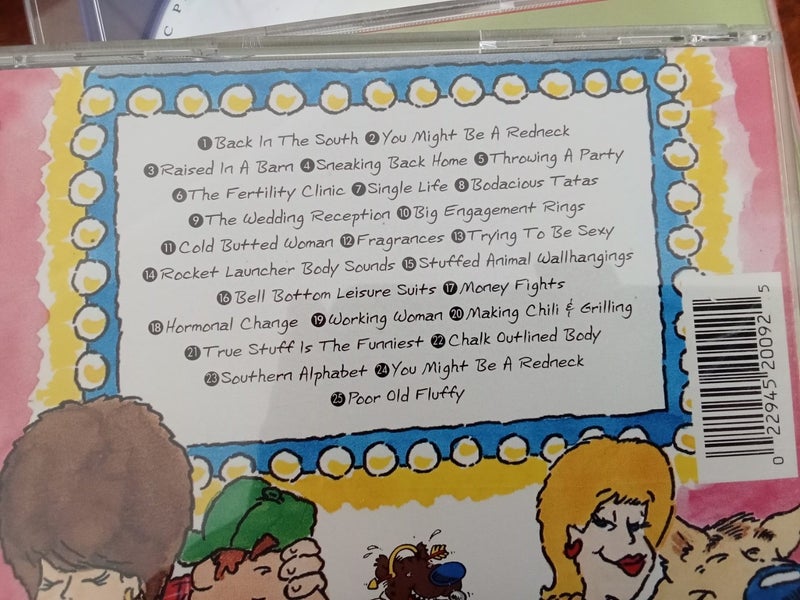 1 Back In The South 2 You Might Be A Redneck
3 Raised In A Barn 4 Sneaking Back Home 5 Throwing A Party
6 The Fertility Clinic 7 Single Life 8 Bodacious Tatas
9 The Wedding Reception 10 Big Engagement Rings
11 Cold Butted Woman 12 Fragrances 13 Trying To Be Sexy
14 Rocket Launcher Body Sounds 15 Stuffed Animal Wallhangings
16 Bell Bottom Leisure Suits 17 Money Fights
18 Hormonal Change 19 Working Woman 20 Making Chili & Grilling
21 True Stuff Is The Funniest 22 Chalk Outlined Body
23 Southern Alphabet 24 You Might Be A Redneck
25 Poor Old Fluffy
0 22945 20092 5